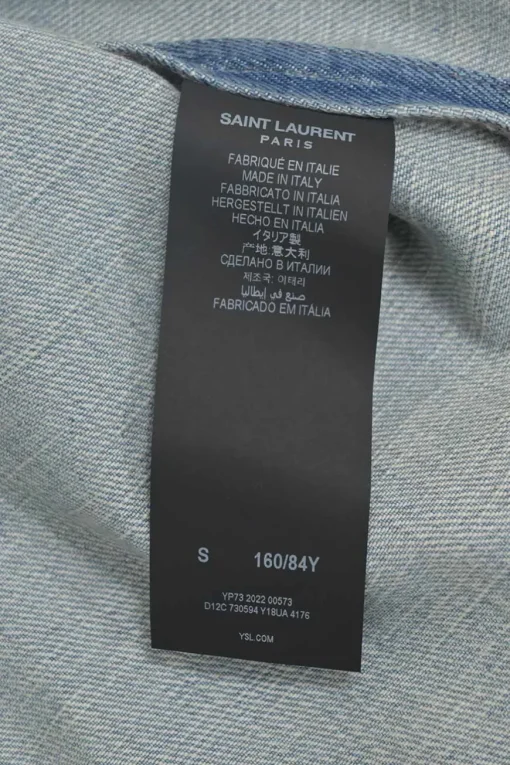 SAINT LAURENT
PARIS
FABRIQUÉ EN ITALIE
MADE IN ITALY
FABBRICATO IN ITALIA
HERGESTELLT IN ITALIEN
HECHO EN ITALIA
イタリア製
产地:意大利
СДЕЛАНО В ИТАЛИИ
제조국: 이태리
صنع في إيطاليا
FABRICADO EM ITÁLIA
S 160/84Y
YP73 2022 00573
D12C 730594 Y18UA 4176
YSL.COM